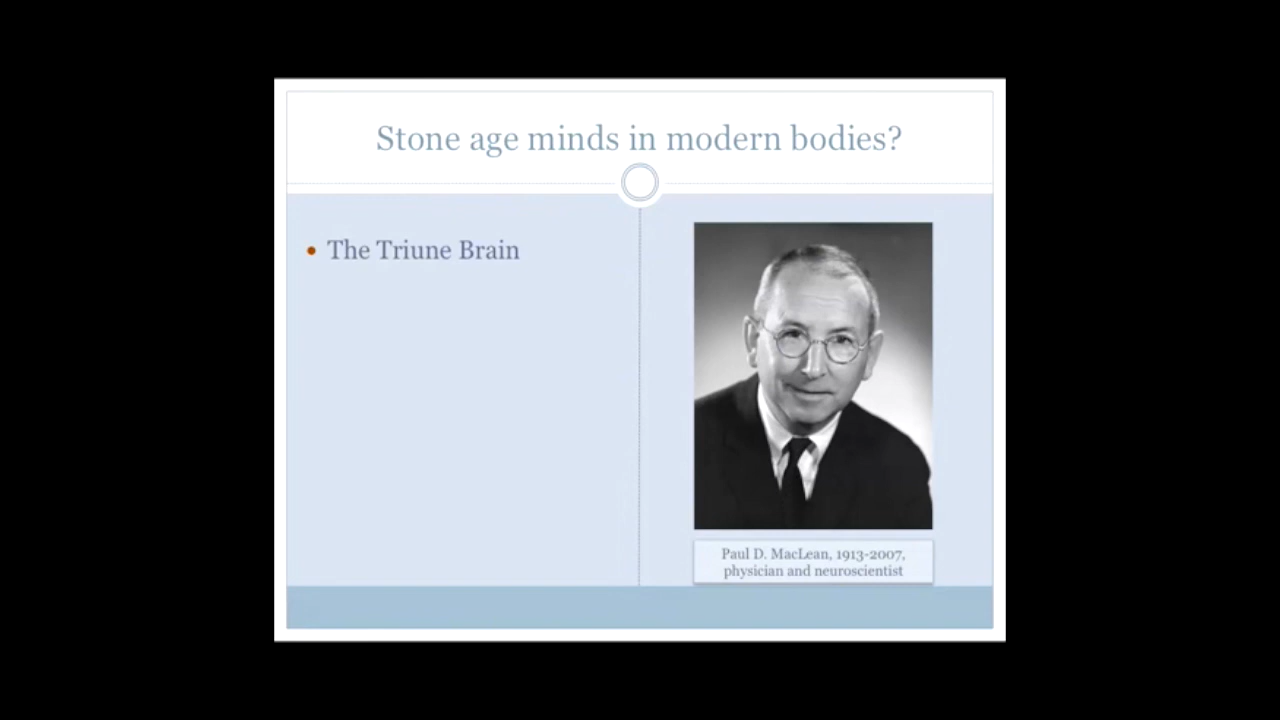 Stone age minds in modern bodies?
• The Triune Brain
Paul D. MacLean, 1913-2007,
physician and neuroscientist